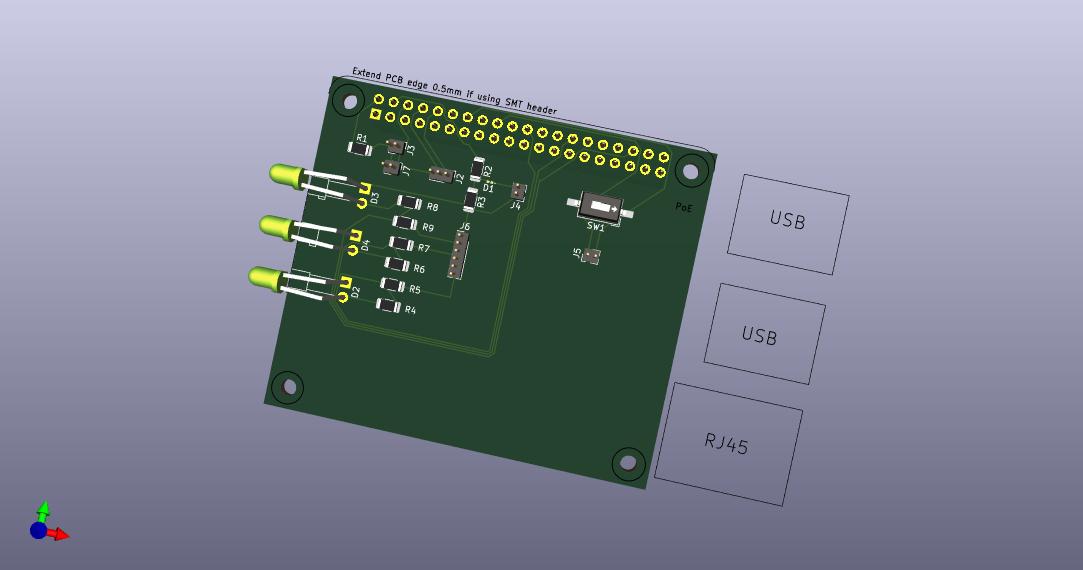 Extend PCB edge 0.5mm if using SMT header
R1
J3
J7
J2
R2
D1
R3
J4
PoE
SW1
J5
J6
D3
R8
R9
D4
R7
R6
D2
R5
R4
USB
USB
RJ45